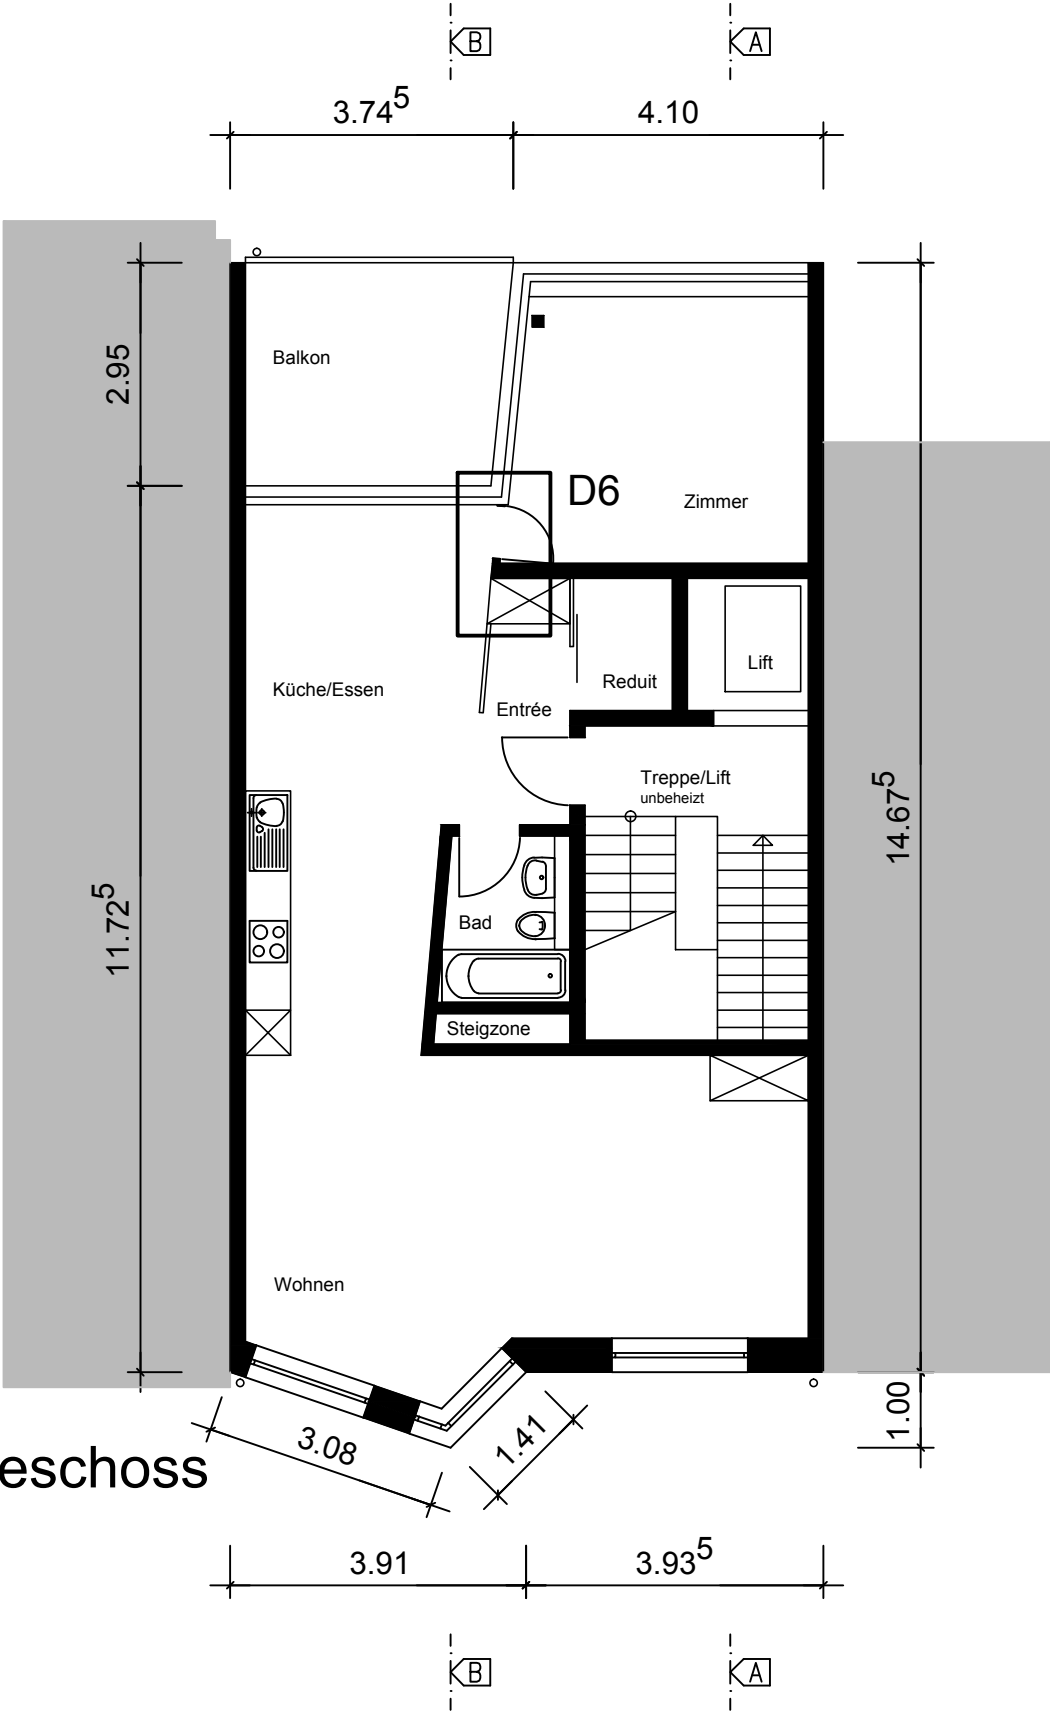 B
A
3.74⁵
4.10
Balkon
2.95
D6
Zimmer
Lift
Reduit
Küche/Essen
Entrée
Treppe/Lift
unbeheizt
14.67⁵
11.72⁵
Bad
Steigzone
Wohnen
1.00
3.08
1.41
eschoss
3.91
3.93⁵
B
A